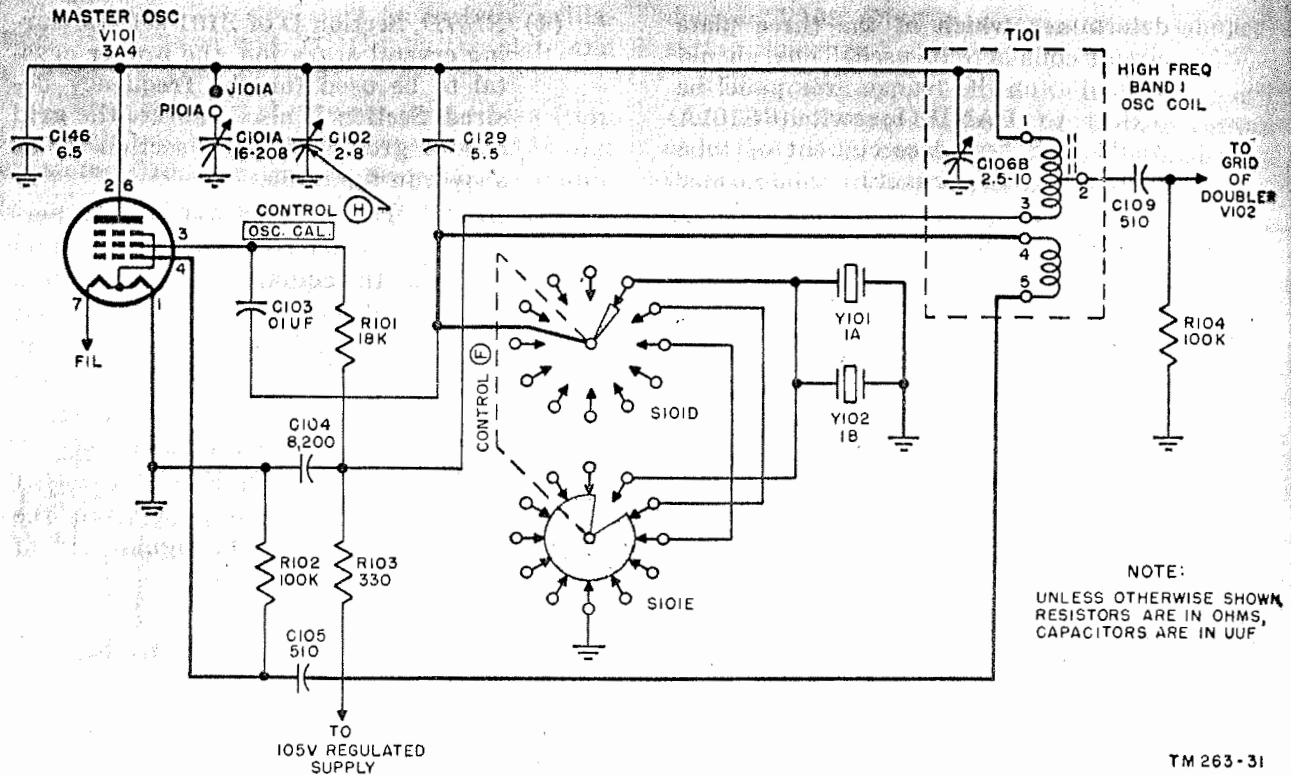 MASTER OSC
V101
3A4
C146
6.5
J101A
P101A
C101A
16-208
C102
2-8
C129
5.5
T101
HIGH FREQ
BAND 1
OSC COIL
C106B
2.5-10
1
2
3
4
5
C109
510
TO
GRID
OF
DOUBLER
V102
2 6
3
4
7
1
FIL
CONTROL H
OSC. CAL.
C103
.01UF
R101
18K
CONTROL F
S101D
S101E
Y101
1A
Y102
1B
R104
100K
C104
8,200
R102
100K
R103
330
C105
510
TO
105V REGULATED
SUPPLY
NOTE:
UNLESS OTHERWISE SHOWN,
RESISTORS ARE IN OHMS,
CAPACITORS ARE IN UUF
TM 263-31